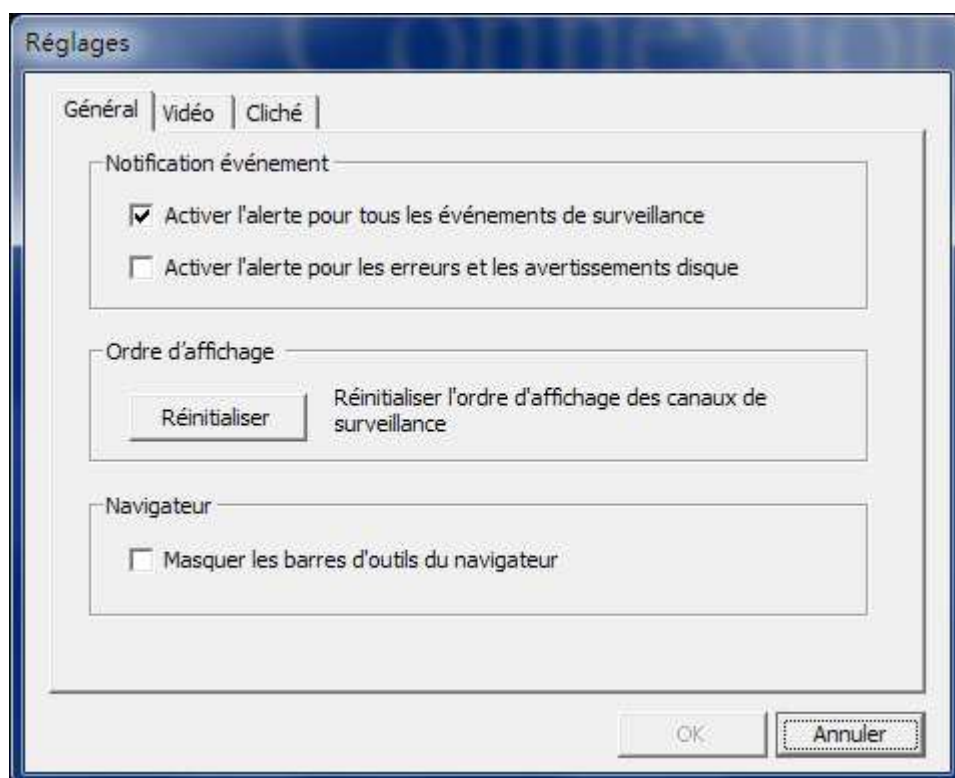 Connexion
Réglages
Général
Vidéo
Cliché
Notification événement
Activer l'alerte pour tous les événements de surveillance
Activer l'alerte pour les erreurs et les avertissements disque
Ordre d’affichage
Réinitialiser
Réinitialiser l'ordre d'affichage des canaux de
surveillance
Navigateur
Masquer les barres d'outils du navigateur
OK
Annuler